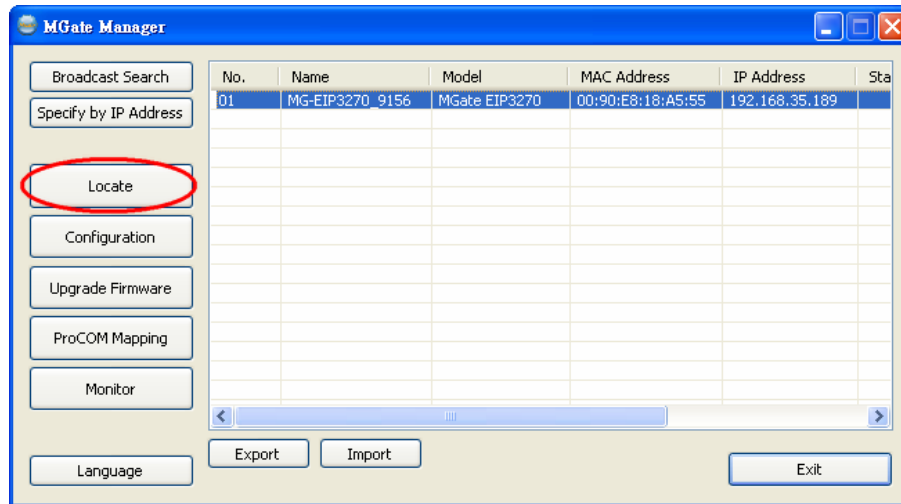 MGate Manager
Broadcast Search
Specify by IP Address
Locate
Configuration
Upgrade Firmware
ProCOM Mapping
Monitor
Language
No. Name Model MAC Address IP Address Sta
01 MG-EIP3270_9156 MGate EIP3270 00:90:E8:18:A5:55 192.168.35.189
Export Import
Exit